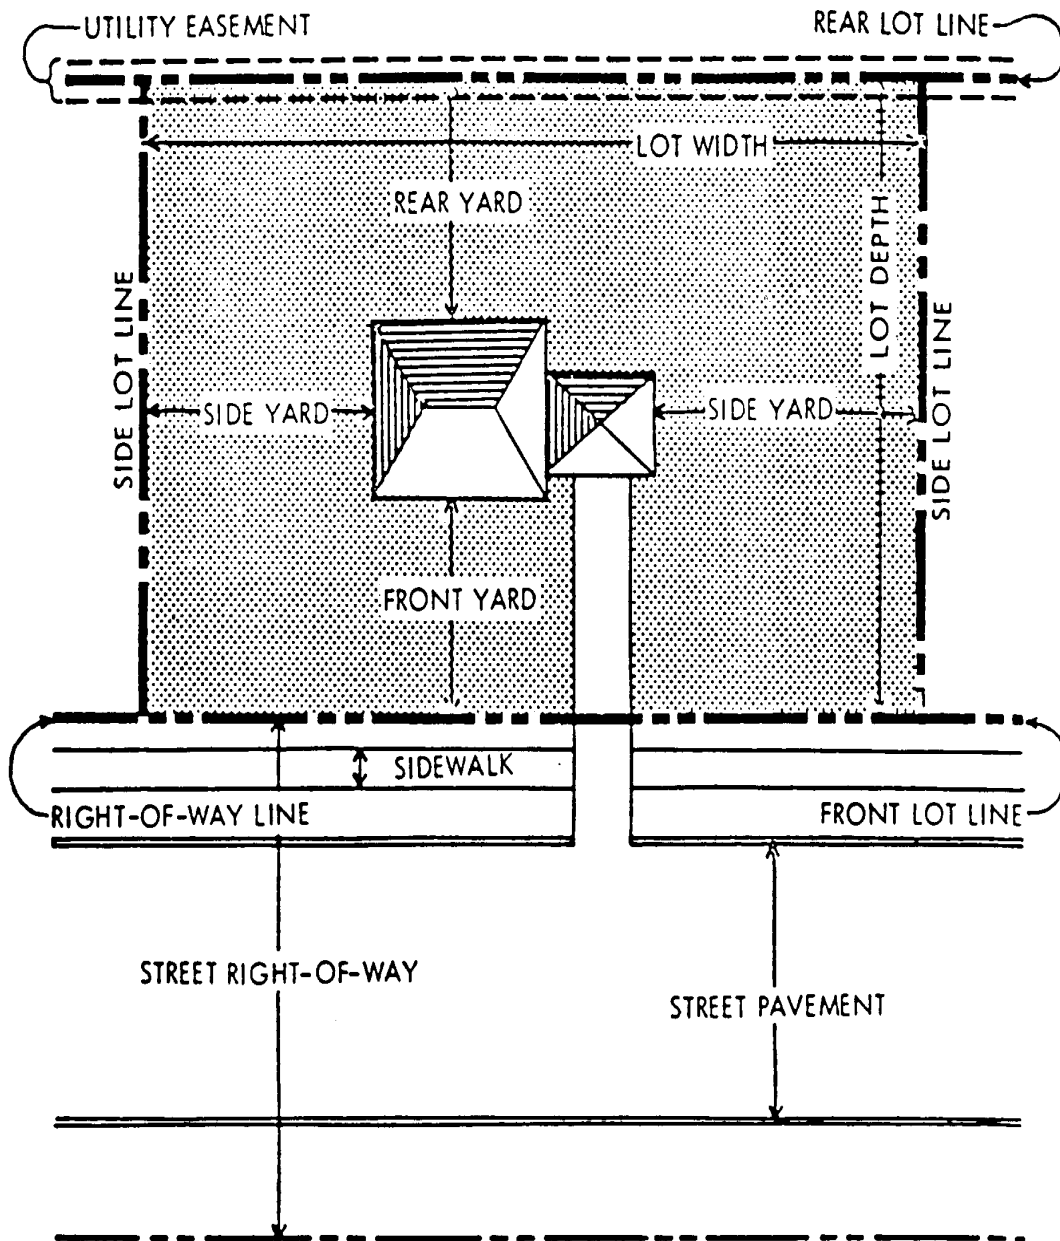 UTILITY EASEMENT
REAR LOT LINE
LOT WIDTH
REAR YARD
LOT DEPTH
SIDE LOT LINE
SIDE LOT LINE
SIDE YARD
SIDE YARD
FRONT YARD
SIDEWALK
RIGHT-OF-WAY LINE
FRONT LOT LINE
STREET RIGHT-OF-WAY
STREET PAVEMENT